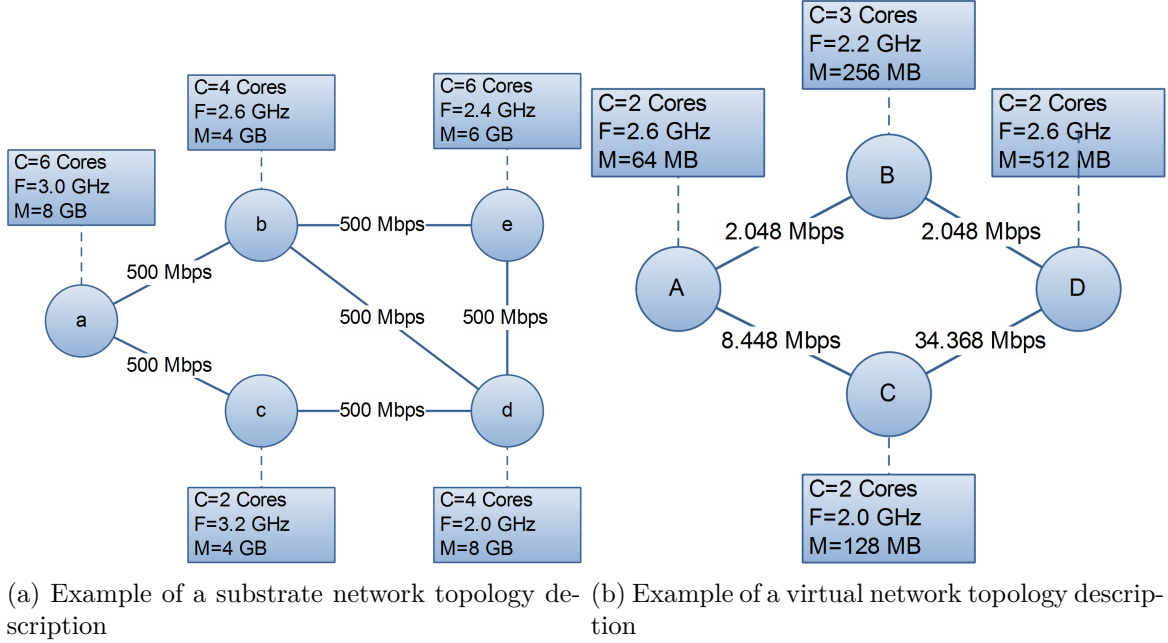 C=4 Cores
F=2.6 GHz
M=4 GB
C=6 Cores
F=2.4 GHz
M=6 GB
C=6 Cores
F=3.0 GHz
M=8 GB
b
500 Mbps
e
500 Mbps
a
500 Mbps
500 Mbps
500 Mbps
c
500 Mbps
d
C=2 Cores
F=3.2 GHz
M=4 GB
C=4 Cores
F=2.0 GHz
M=8 GB
(a) Example of a substrate network topology de-
scription
C=3 Cores
F=2.2 GHz
M=256 MB
C=2 Cores
F=2.6 GHz
M=64 MB
C=2 Cores
F=2.6 GHz
M=512 MB
B
2.048 Mbps
2.048 Mbps
A
D
8.448 Mbps
34.368 Mbps
C
C=2 Cores
F=2.0 GHz
M=128 MB
(b) Example of a virtual network topology descrip-
tion